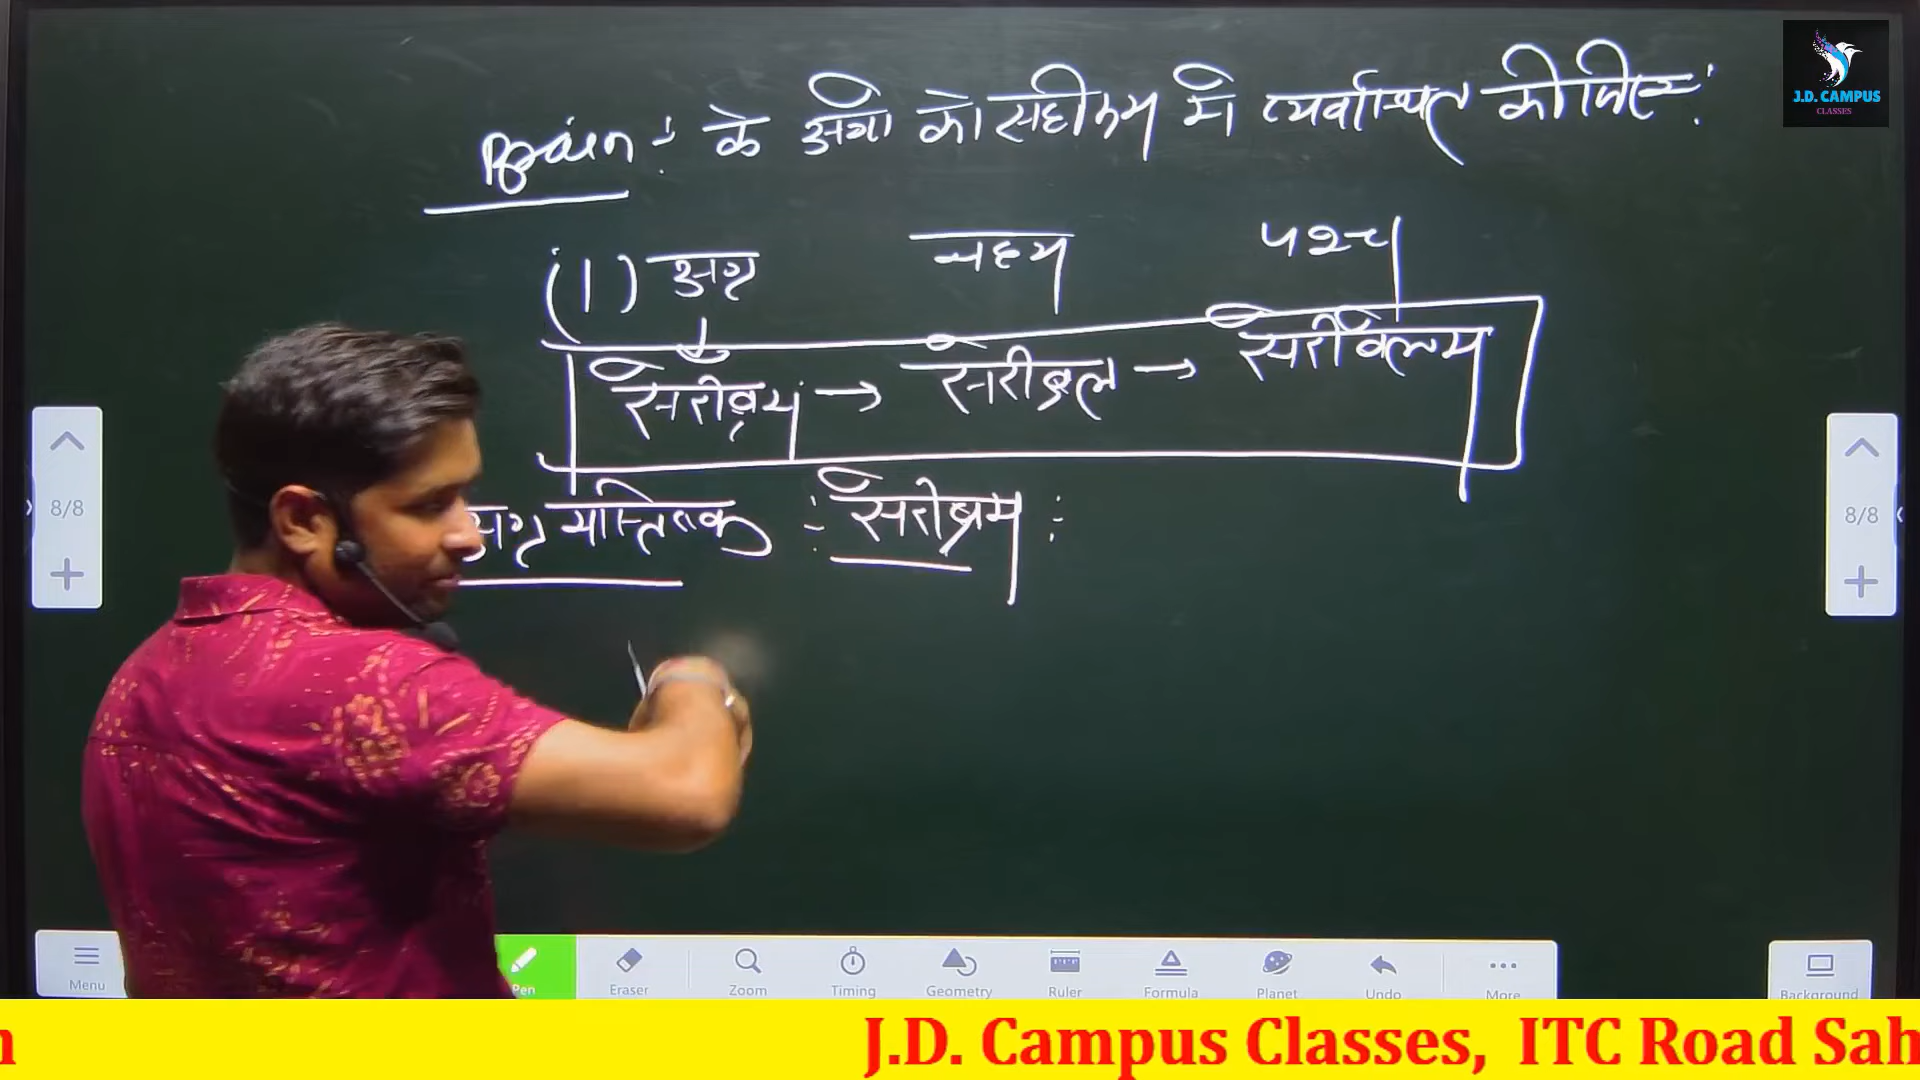 J.D. CAMPUS
CLASSES
Brain :- के अंगो को सही क्रम में व्यवस्थित कीजिए :
(1) अग्र मध्य पश्च
सेरीब्रम → सेरीब्रल → सेरीबेलम
अग्र मस्तिष्क :- सेरीब्रम :-
8/8
8/8
Menu Pen Eraser Zoom Timing Geometry Ruler Formula Planet Undo More Background
J.D. Campus Classes, ITC Road Sah